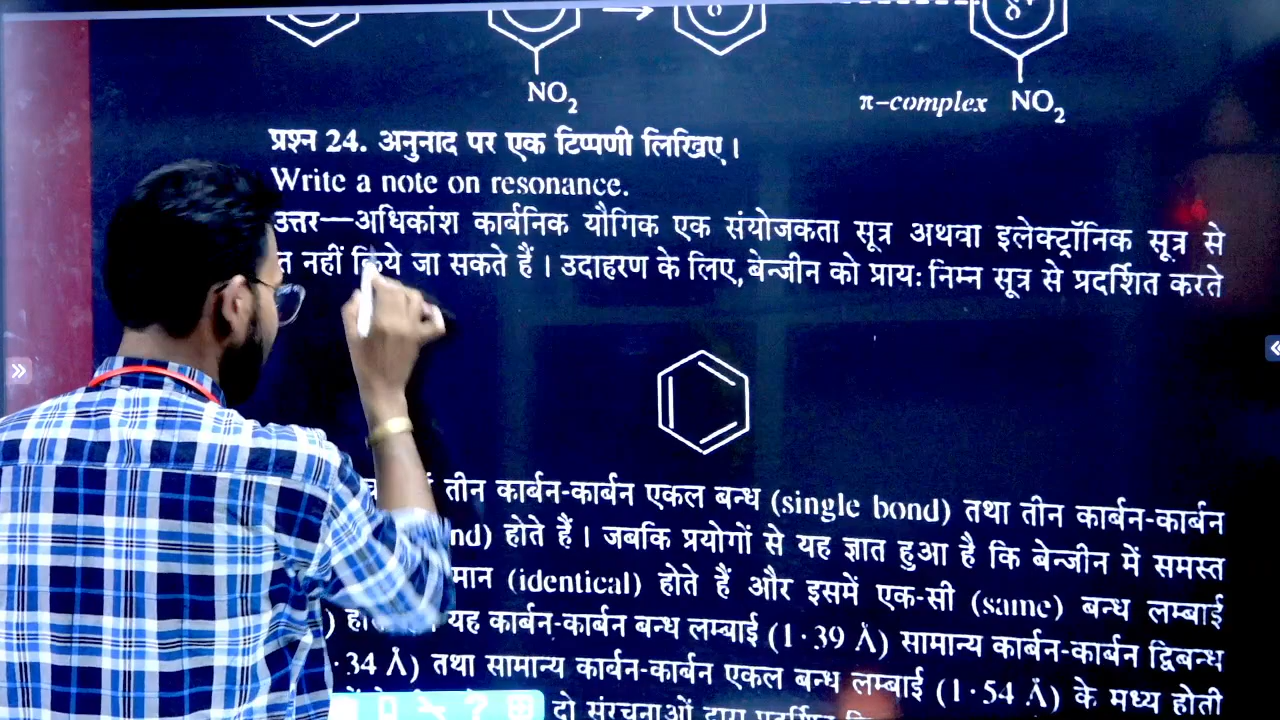 NO2
π-complex NO2
प्रश्न 24. अनुनाद पर एक टिप्पणी लिखिए।
Write a note on resonance.
उत्तर—अधिकांश कार्बनिक यौगिक एक संयोजकता सूत्र अथवा इलेक्ट्रॉनिक सूत्र से
नहीं किये जा सकते हैं। उदाहरण के लिए, बेन्जीन को प्रायः निम्न सूत्र से प्रदर्शित करते
तीन कार्बन-कार्बन एकल बन्ध (single bond) तथा तीन कार्बन-कार्बन
होते हैं। जबकि प्रयोगों से यह ज्ञात हुआ है कि बेन्जीन में समस्त
(identical) होते हैं और इसमें एक-सी (same) बन्ध लम्बाई
यह कार्बन-कार्बन बन्ध लम्बाई (1·39 Å) सामान्य कार्बन-कार्बन द्विबन्ध
·34 Å) तथा सामान्य कार्बन-कार्बन एकल बन्ध लम्बाई (1·54 Å) के मध्य होती
दो संरचनाओं द्वारा प्रदर्शित